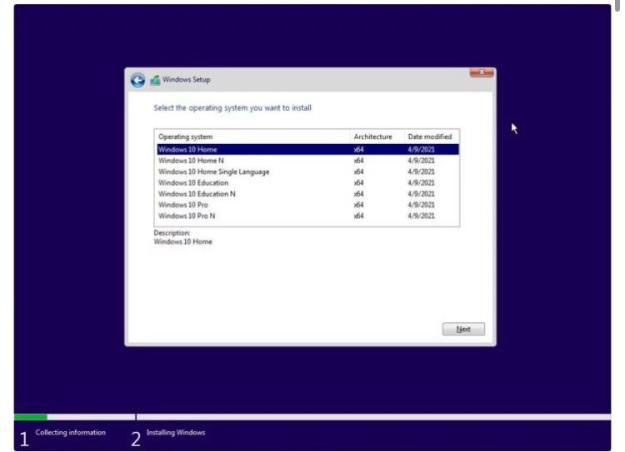 Windows Setup
Select the operating system you want to install
Operating system Architecture Date modified
Windows 10 Home x64 4/9/2021
Windows 10 Home N x64 4/9/2021
Windows 10 Home Single Language x64 4/9/2021
Windows 10 Education x64 4/9/2021
Windows 10 Education N x64 4/9/2021
Windows 10 Pro x64 4/9/2021
Windows 10 Pro N x64 4/9/2021
Description:
Windows 10 Home
Next
1 Collecting information 2 Installing Windows